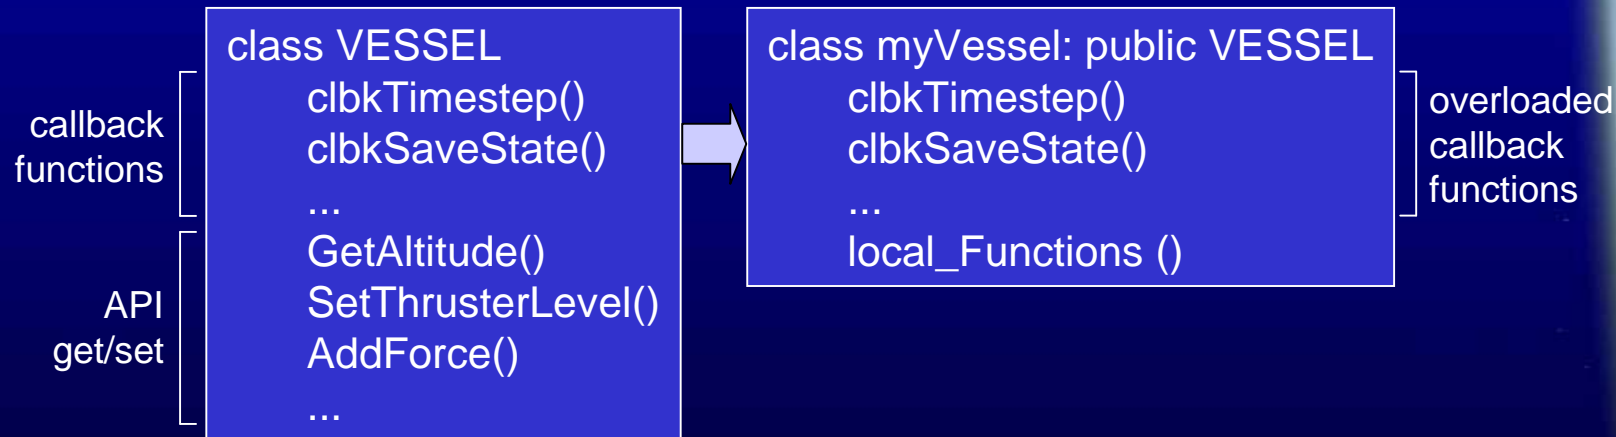 callback
functions
API
get/set
class VESSEL
clbkTimestep()
clbkSaveState()
...
GetAltitude()
SetThrusterLevel()
AddForce()
...
class myVessel: public VESSEL
clbkTimestep()
clbkSaveState()
...
local_Functions ()
overloaded
callback
functions